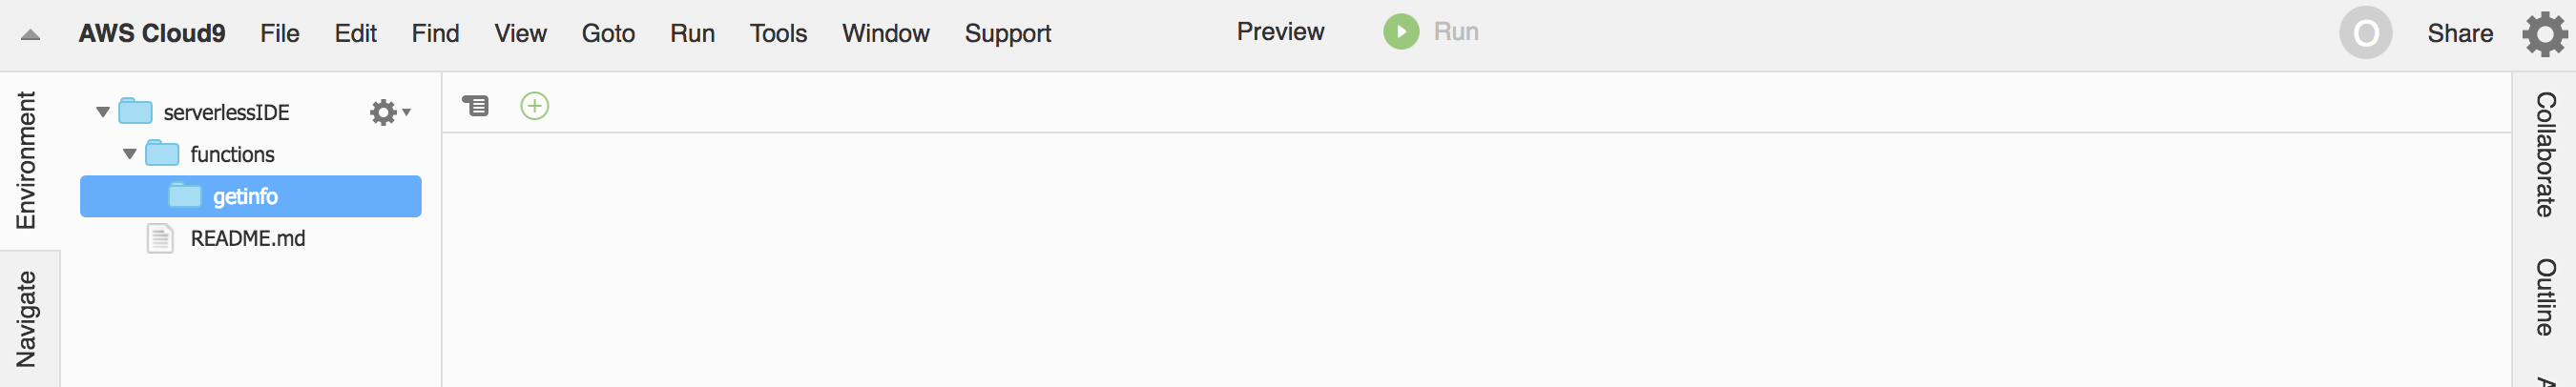 AWS Cloud9 File Edit Find View Goto Run Tools Window Support Preview Run O Share
Environment
Navigate
serverlessIDE
functions
getinfo
README.md
Collaborate
Outline